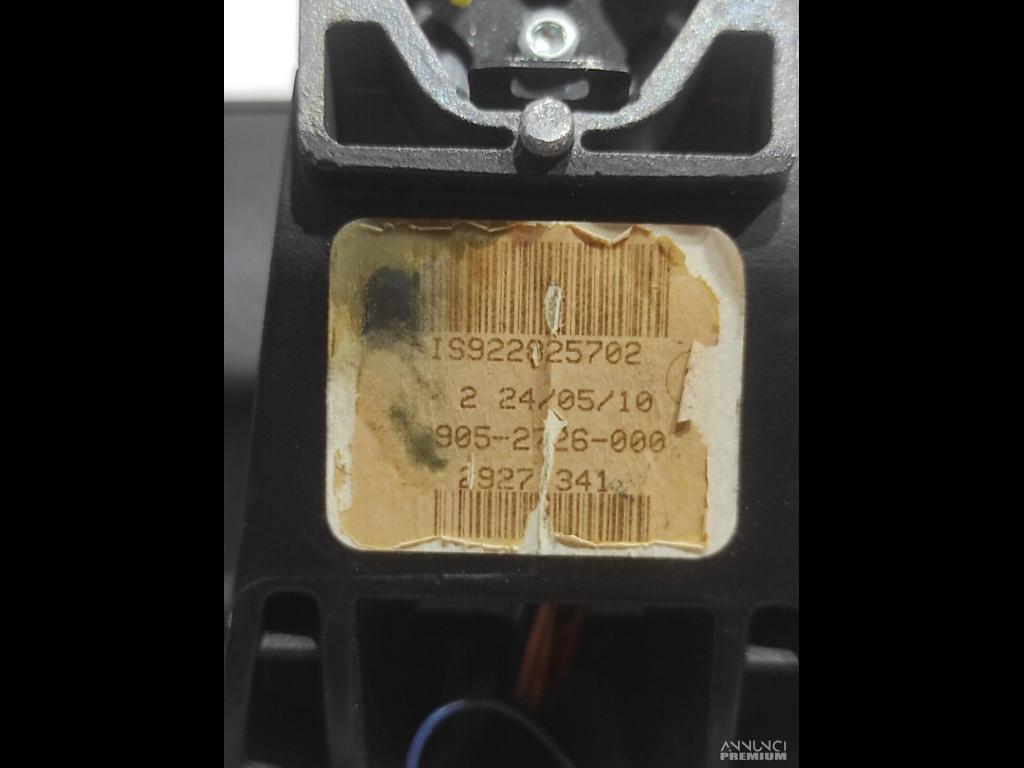 IS922825702
2 24/05/10
905-2726-000
2927 341
ANNUNCI
PREMIUM